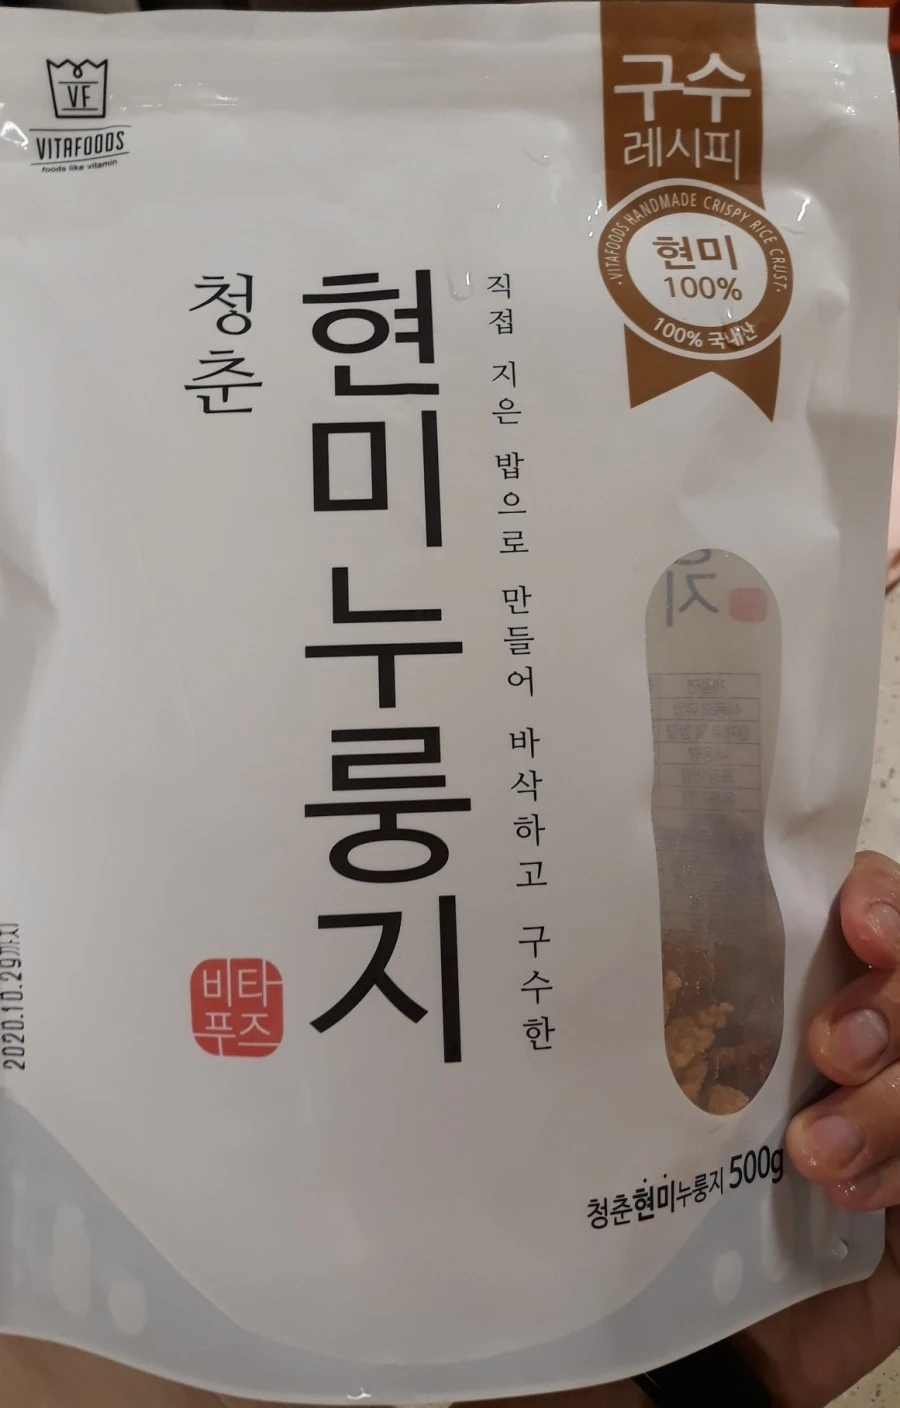 VF
VITAFOODS
foods like vitamin
구수
레시피
·VITAFOODS HANDMADE CRISPY RICE CRUST·
현미
100%
100% 국내산
청춘
현미누룽지
직접 지은 밥으로 만들어 바삭하고 구수한
비타
푸즈
지
2020.10.29까지
청춘현미누룽지 500g